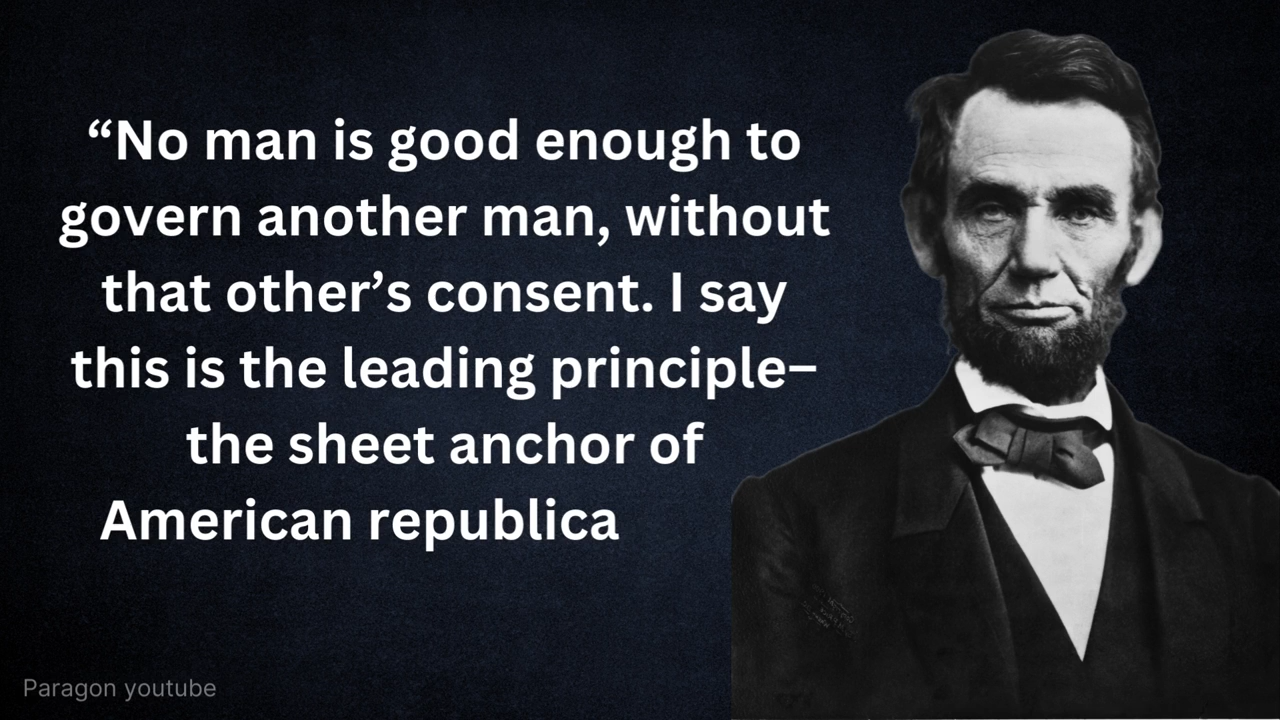 “No man is good enough to
govern another man, without
that other’s consent. I say
this is the leading principle–
the sheet anchor of
American republica
Paragon youtube